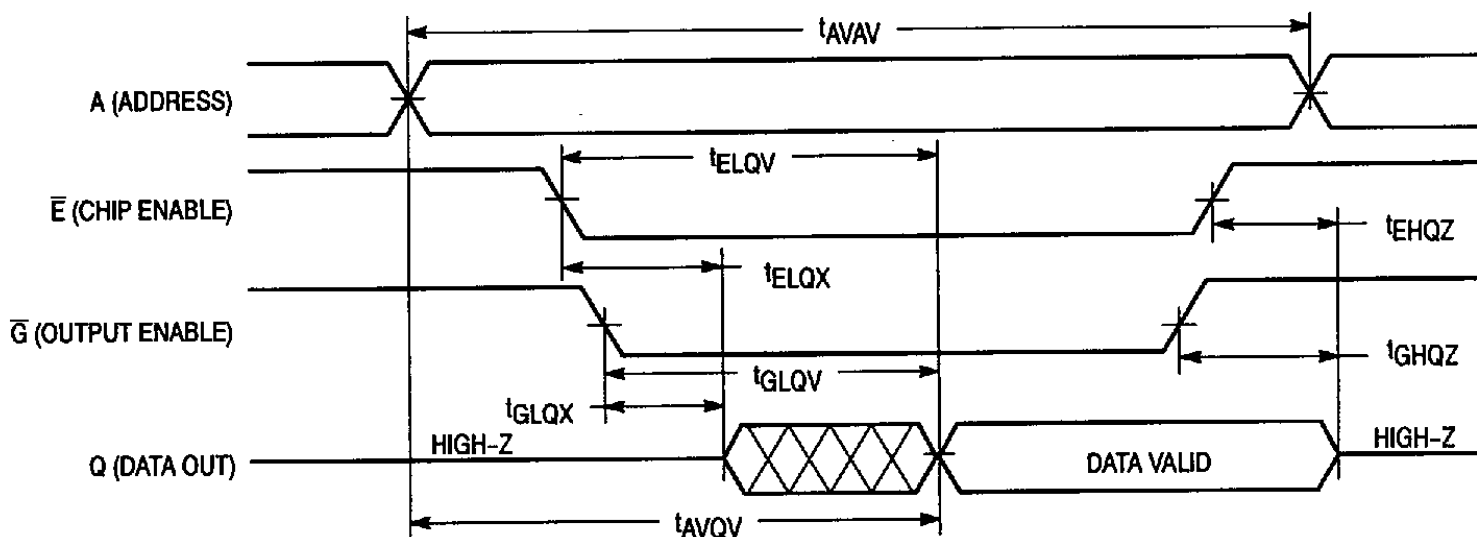 tAVAV
A (ADDRESS)
tELQV
E̅ (CHIP ENABLE)
tEHQZ
tELQX
G̅ (OUTPUT ENABLE)
tGHQZ
tGLQV
tGLQX
HIGH–Z
HIGH–Z
Q (DATA OUT)
DATA VALID
tAVQV